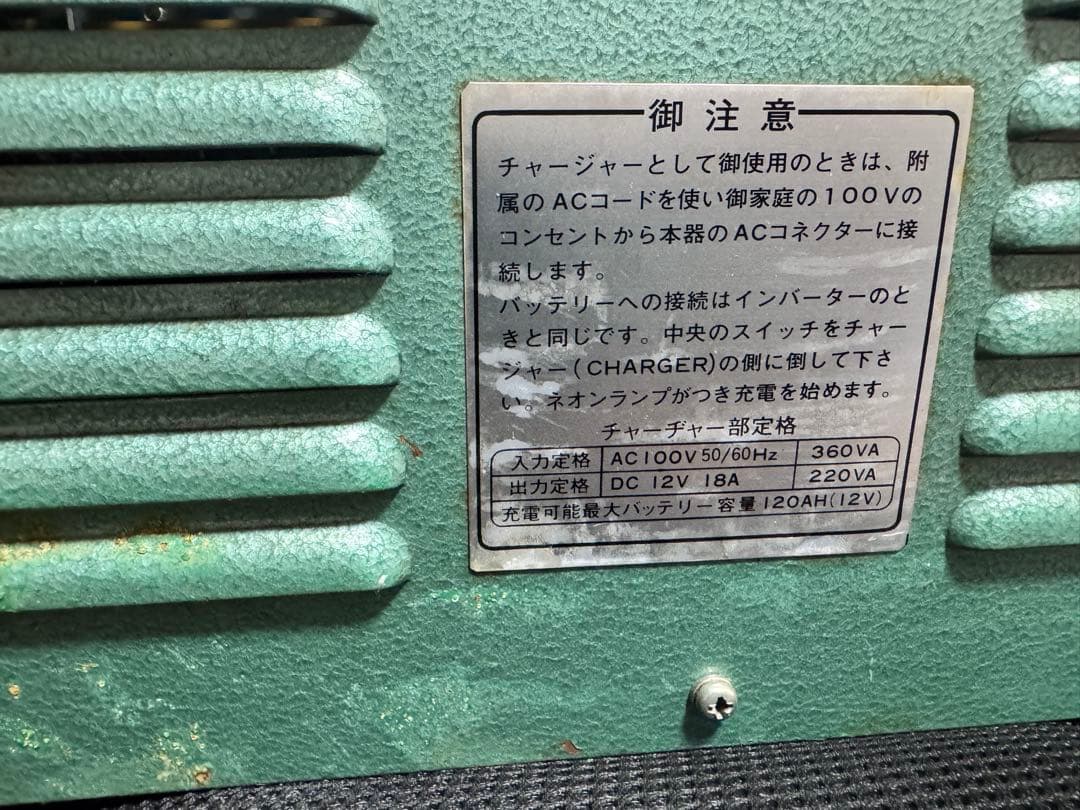 御注意
チャージャーとして御使用のときは、附
属のACコードを使い御家庭の100Vの
コンセントから本器のACコネクターに接
続します。
バッテリーへの接続はインバーターのと
きと同じです。中央のスイッチをチャー
ジャー(CHARGER)の側に倒して下さ
い。ネオンランプがつき充電を始めます。
チャーヂャー部定格
入力定格 AC100V 50/60Hz 360VA
出力定格 DC 12V 18A 220VA
充電可能最大バッテリー容量120AH(12V)